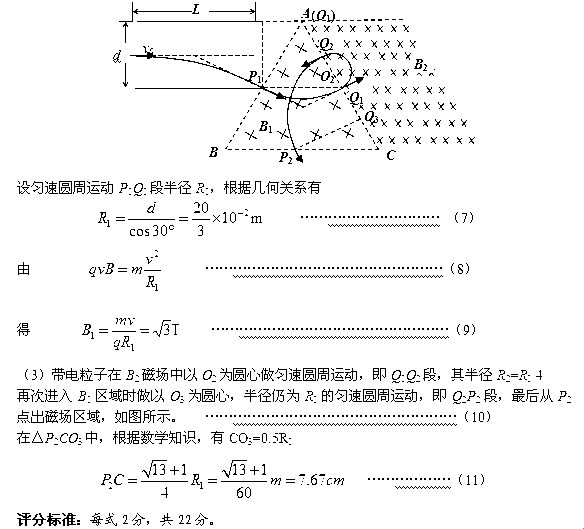 L
A(O₁)
d
v₀
Q₂
B₂
P₁
O₂
Q₁
B₁
O₃
B
P₂
C
设匀速圆周运动 P₁Q₁ 段半径 R₁，根据几何关系有
R₁ = d/cos30° = 20/3 ×10⁻² m ……………………（7）
由 qvB = m v²/R₁ ……………………（8）
得 B₁ = mv/qR₁ = √3T ……………………（9）
（3）带电粒子在 B₂ 磁场中以 O₂ 为圆心做匀速圆周运动，即 Q₁Q₂ 段，其半径 R₂=R₁ 4
再次进入 B₁ 区域时做以 O₃ 为圆心，半径仍为 R₁ 的匀速圆周运动，即 Q₂P₂ 段，最后从 P₂
点出磁场区域，如图所示。 ……………………（10）
在△P₂CO₃ 中，根据数学知识，有 CO₃=0.5R₁
P₂C = (√13+1)/4 R₁ = (√13+1)/60 m = 7.67cm ……………（11）
评分标准：每式 2 分，共 22 分。